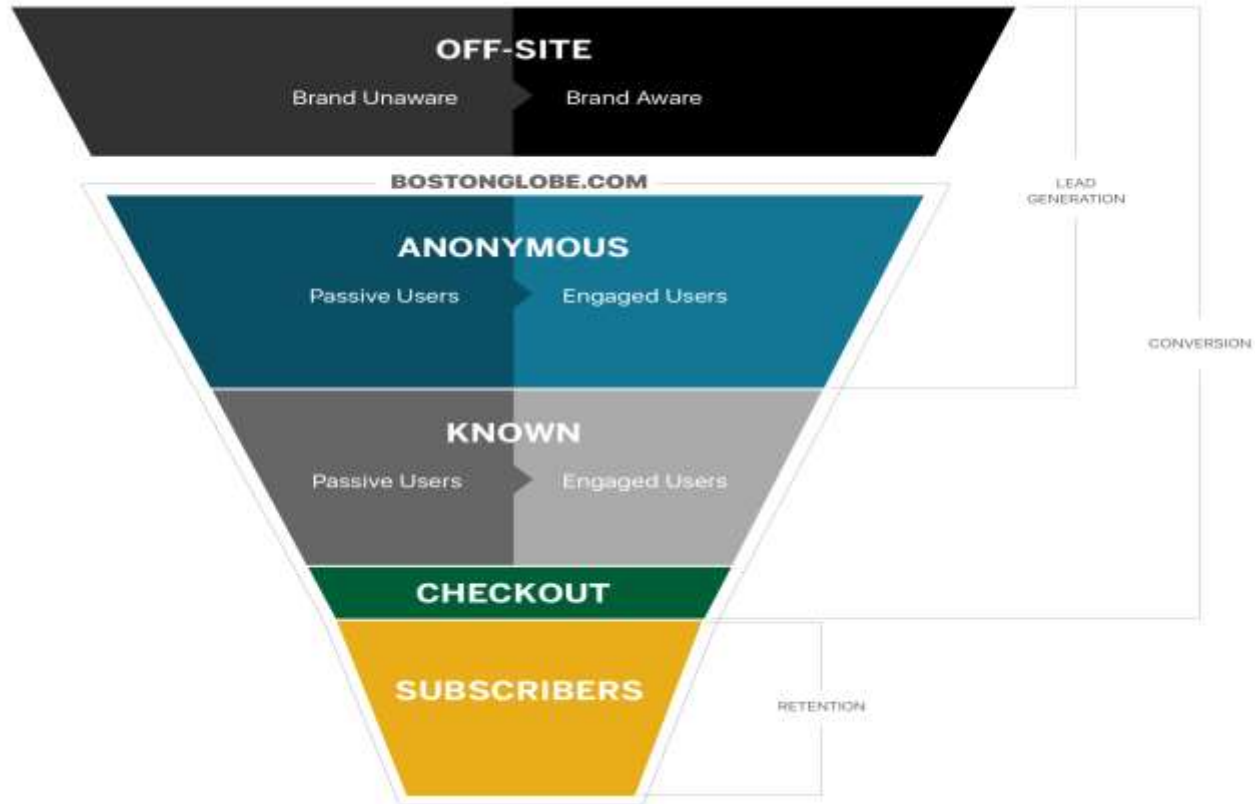 OFF-SITE
Brand Unaware Brand Aware
BOSTONGLOBE.COM
LEAD
GENERATION
ANONYMOUS
Passive Users Engaged Users
CONVERSION
KNOWN
Passive Users Engaged Users
CHECKOUT
SUBSCRIBERS
RETENTION